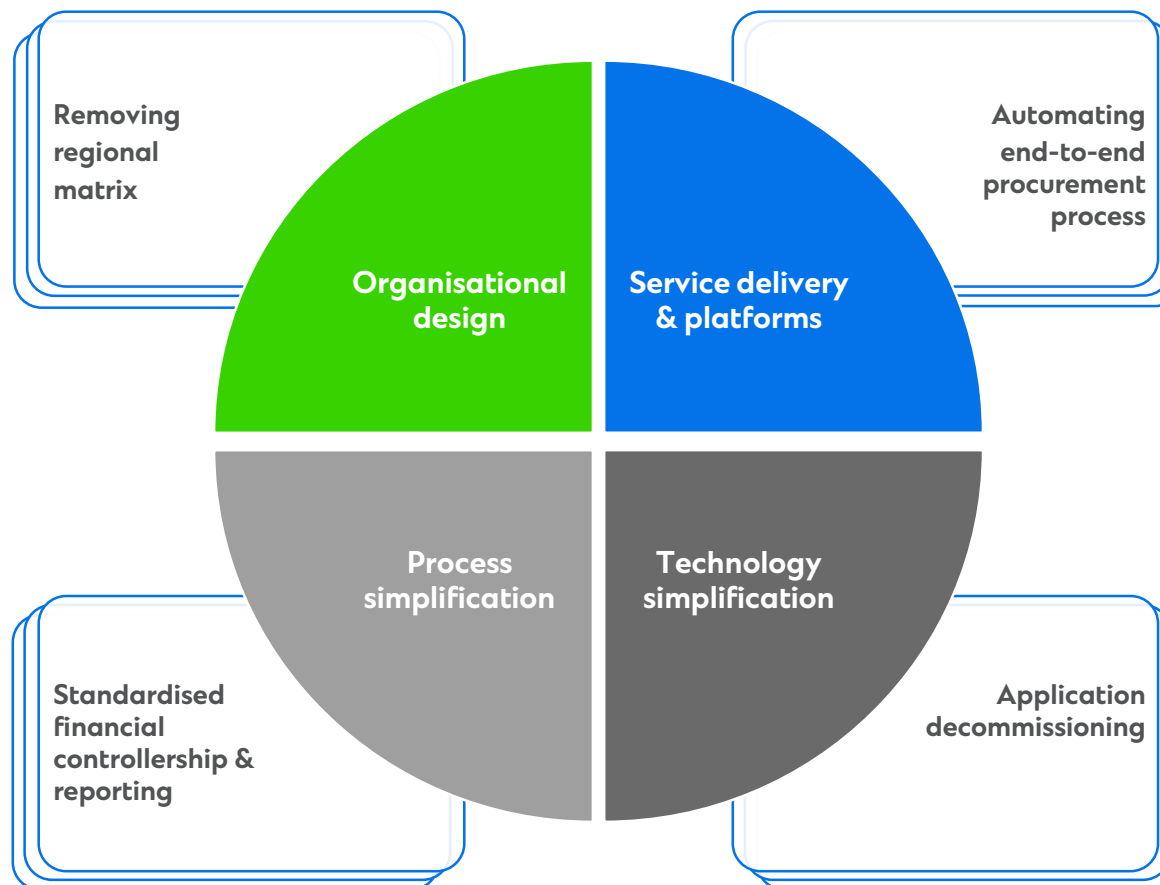 Removing
regional
matrix
Automating
end-to-end
procurement
process
Organisational
design
Service delivery
& platforms
Process
simplification
Technology
simplification
Standardised
financial
controllership &
reporting
Application
decommissioning